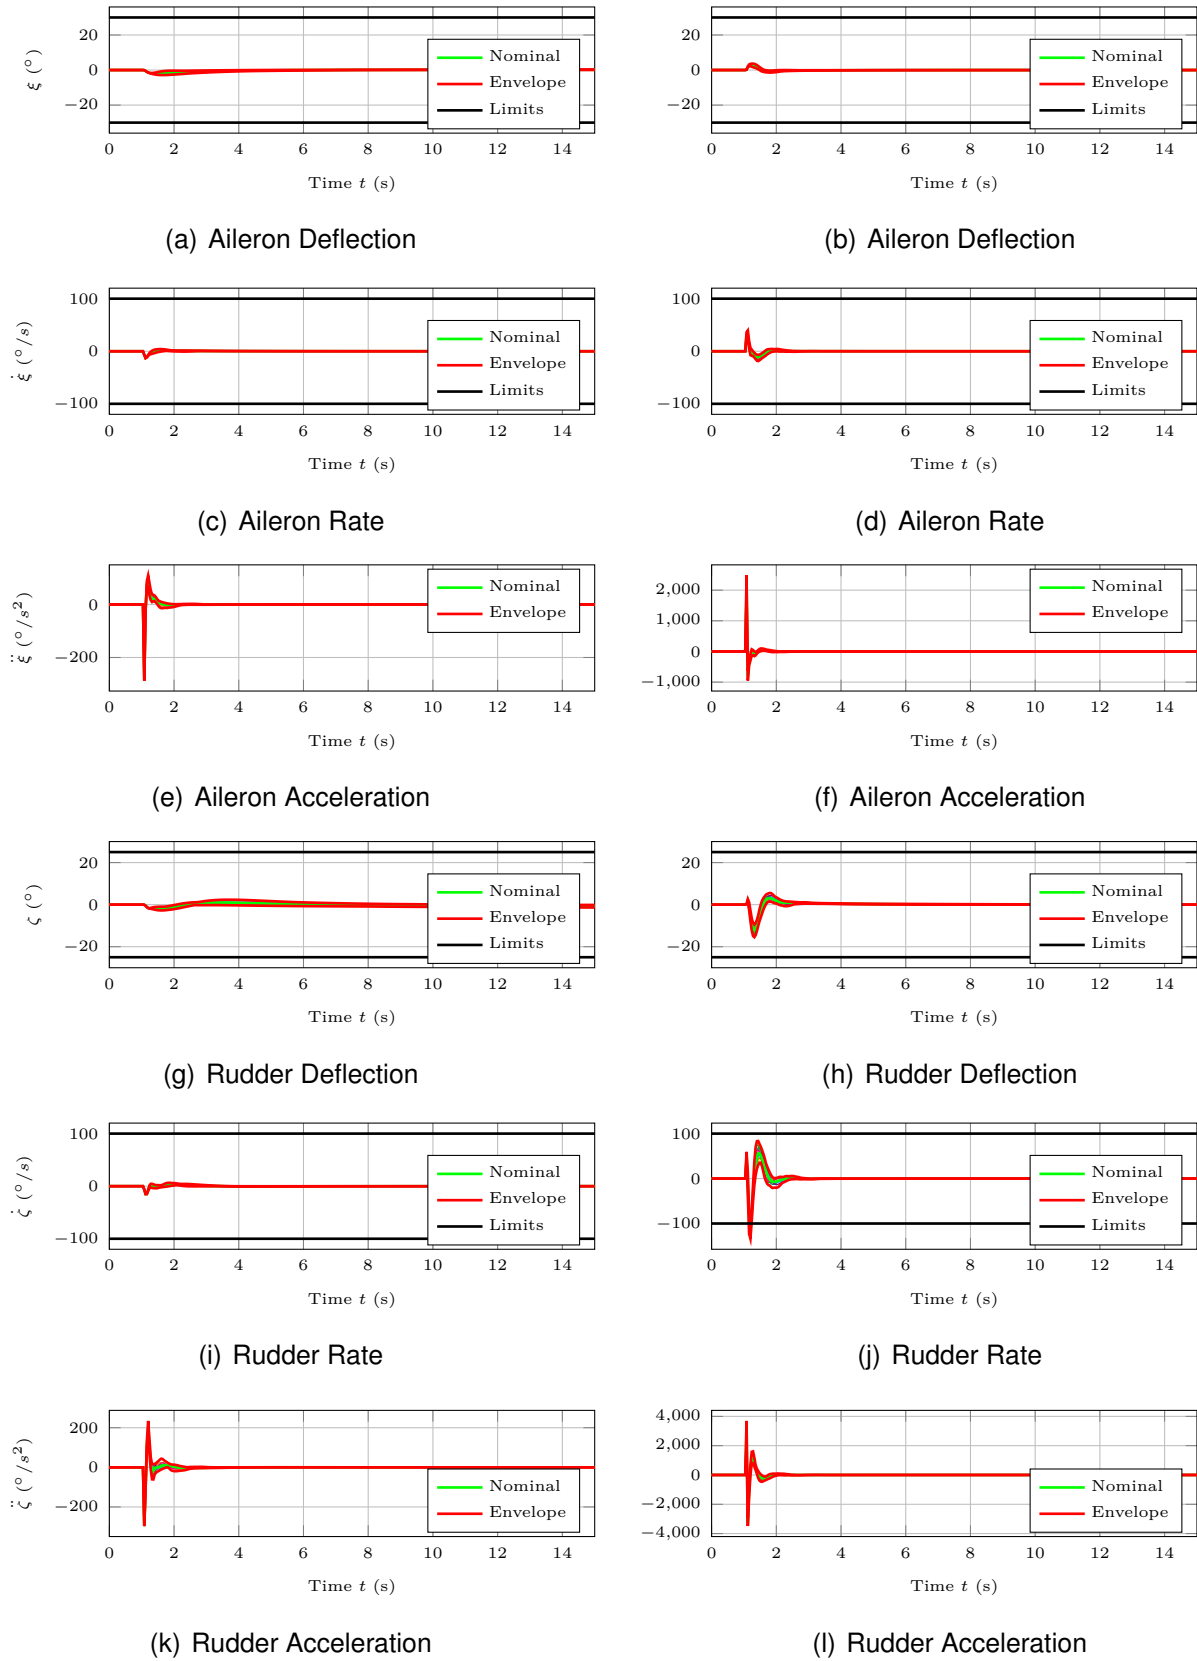 20
0
−20
ξ (°)
Nominal
Envelope
Limits
0 2 4 6 8 10 12 14
Time t (s)
(a) Aileron Deflection
20
0
−20
Nominal
Envelope
Limits
0 2 4 6 8 10 12 14
Time t (s)
(b) Aileron Deflection
100
0
−100
ξ̇ (°/s)
Nominal
Envelope
Limits
0 2 4 6 8 10 12 14
Time t (s)
(c) Aileron Rate
100
0
−100
Nominal
Envelope
Limits
0 2 4 6 8 10 12 14
Time t (s)
(d) Aileron Rate
0
−200
ξ̈ (°/s²)
Nominal
Envelope
0 2 4 6 8 10 12 14
Time t (s)
(e) Aileron Acceleration
2,000
1,000
0
−1,000
Nominal
Envelope
0 2 4 6 8 10 12 14
Time t (s)
(f) Aileron Acceleration
20
0
−20
ζ (°)
Nominal
Envelope
Limits
0 2 4 6 8 10 12 14
Time t (s)
(g) Rudder Deflection
20
0
−20
Nominal
Envelope
Limits
0 2 4 6 8 10 12 14
Time t (s)
(h) Rudder Deflection
100
0
−100
ζ̇ (°/s)
Nominal
Envelope
Limits
0 2 4 6 8 10 12 14
Time t (s)
(i) Rudder Rate
100
0
−100
Nominal
Envelope
Limits
0 2 4 6 8 10 12 14
Time t (s)
(j) Rudder Rate
200
0
−200
ζ̈ (°/s²)
Nominal
Envelope
0 2 4 6 8 10 12 14
Time t (s)
(k) Rudder Acceleration
4,000
2,000
0
−2,000
−4,000
Nominal
Envelope
0 2 4 6 8 10 12 14
Time t (s)
(l) Rudder Acceleration